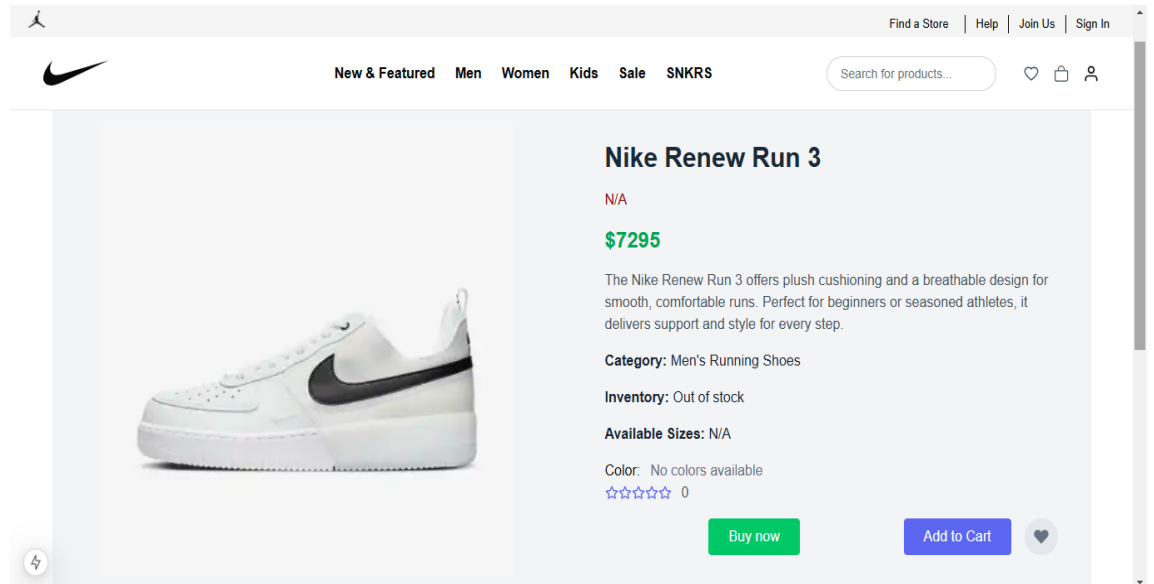 Find a Store Help Join Us Sign In
New & Featured Men Women Kids Sale SNKRS
Search for products...
Nike Renew Run 3
N/A
$7295
The Nike Renew Run 3 offers plush cushioning and a breathable design for
smooth, comfortable runs. Perfect for beginners or seasoned athletes, it
delivers support and style for every step.
Category: Men's Running Shoes
Inventory: Out of stock
Available Sizes: N/A
Color: No colors available
0
Buy now Add to Cart